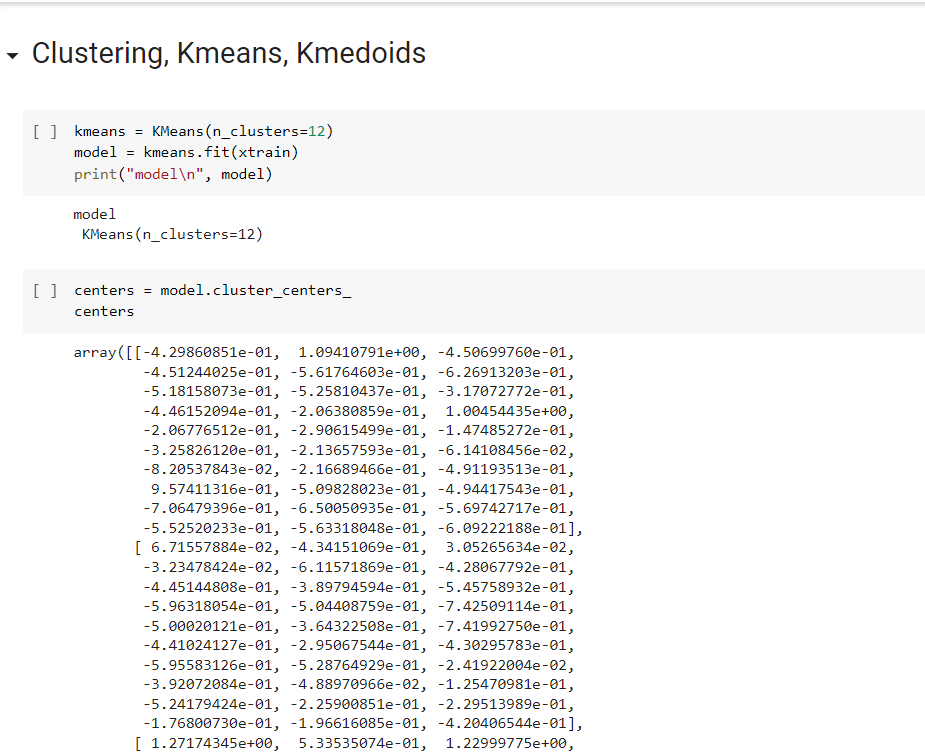 Clustering, Kmeans, Kmedoids
[ ] kmeans = KMeans(n_clusters=12)
model = kmeans.fit(xtrain)
print("model\n", model)
model
KMeans(n_clusters=12)
[ ] centers = model.cluster_centers_
centers
array([[-4.29860851e-01, 1.09410791e+00, -4.50699760e-01,
-4.51244025e-01, -5.61764603e-01, -6.26913203e-01,
-5.18158073e-01, -5.25810437e-01, -3.17072772e-01,
-4.46152094e-01, -2.06380859e-01, 1.00454435e+00,
-2.06776512e-01, -2.90615499e-01, -1.47485272e-01,
-3.25826120e-01, -2.13657593e-01, -6.14108456e-02,
-8.20537843e-02, -2.16689466e-01, -4.91193513e-01,
9.57411316e-01, -5.09828023e-01, -4.94417543e-01,
-7.06479396e-01, -6.50050935e-01, -5.69742717e-01,
-5.52520233e-01, -5.63318048e-01, -6.09222188e-01],
[ 6.71557884e-02, -4.34151069e-01, 3.05265634e-02,
-3.23478424e-02, -6.11571869e-01, -4.28067792e-01,
-4.45144808e-01, -3.89794594e-01, -5.45758932e-01,
-5.96318054e-01, -5.04408759e-01, -7.42509114e-01,
-5.00020121e-01, -3.64322508e-01, -7.41992750e-01,
-4.41024127e-01, -2.95067544e-01, -4.30295783e-01,
-5.95583126e-01, -5.28764929e-01, -2.41922004e-02,
-3.92072084e-01, -4.88970966e-02, -1.25470981e-01,
-5.24179424e-01, -2.25900851e-01, -2.29513989e-01,
-1.76800730e-01, -1.96616085e-01, -4.20406544e-01],
[ 1.27174345e+00, 5.33535074e-01, 1.22999775e+00,